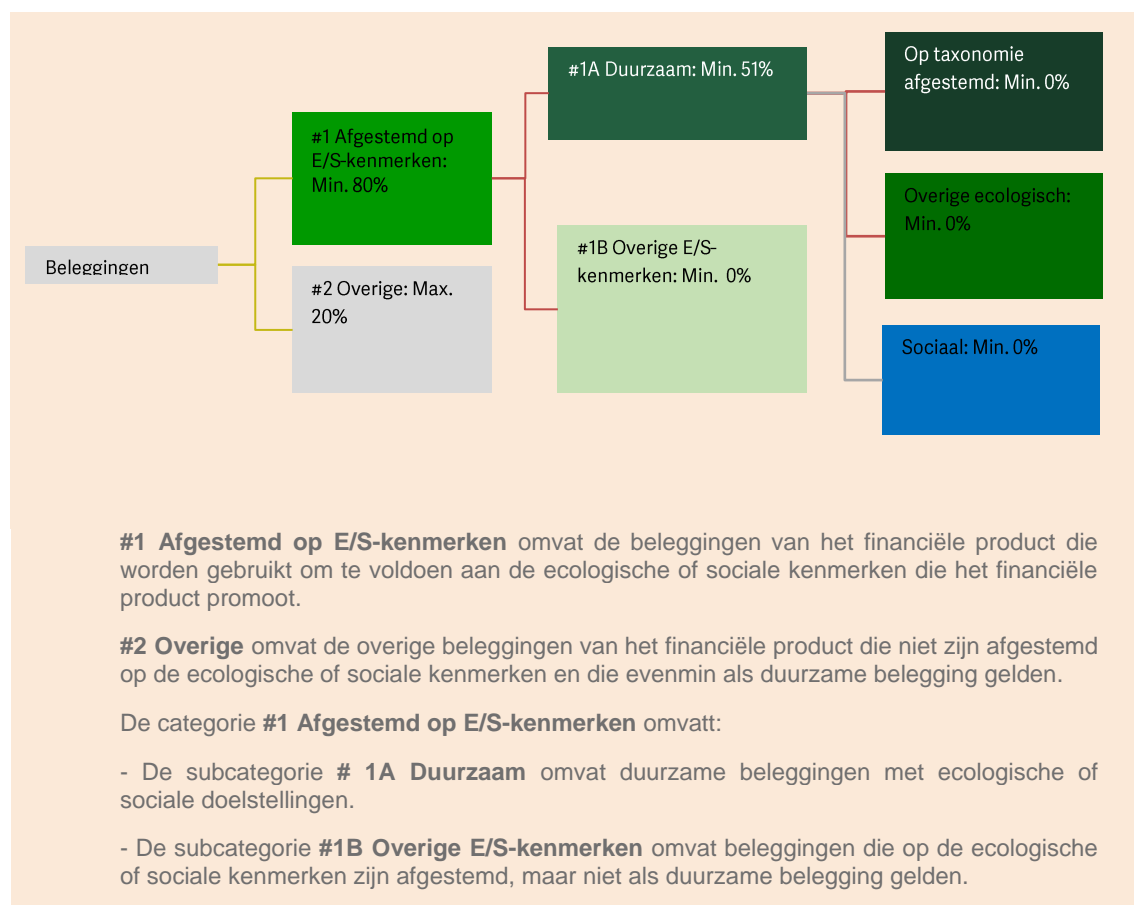 #1A Duurzaam: Min. 51%
Op taxonomie
afgestemd: Min. 0%
#1 Afgestemd op
E/S-kenmerken:
Min. 80%
Overige ecologisch:
Min. 0%
#1B Overige E/S-
kenmerken: Min. 0%
Beleggingen
#2 Overige: Max.
20%
Sociaal: Min. 0%
#1 Afgestemd op E/S-kenmerken omvat de beleggingen van het financiële product die
worden gebruikt om te voldoen aan de ecologische of sociale kenmerken die het financiële
product promoot.
#2 Overige omvat de overige beleggingen van het financiële product die niet zijn afgestemd
op de ecologische of sociale kenmerken en die evenmin als duurzame belegging gelden.
De categorie #1 Afgestemd op E/S-kenmerken omvatt:
- De subcategorie # 1A Duurzaam omvat duurzame beleggingen met ecologische of
sociale doelstellingen.
- De subcategorie #1B Overige E/S-kenmerken omvat beleggingen die op de ecologische
of sociale kenmerken zijn afgestemd, maar niet als duurzame belegging gelden.